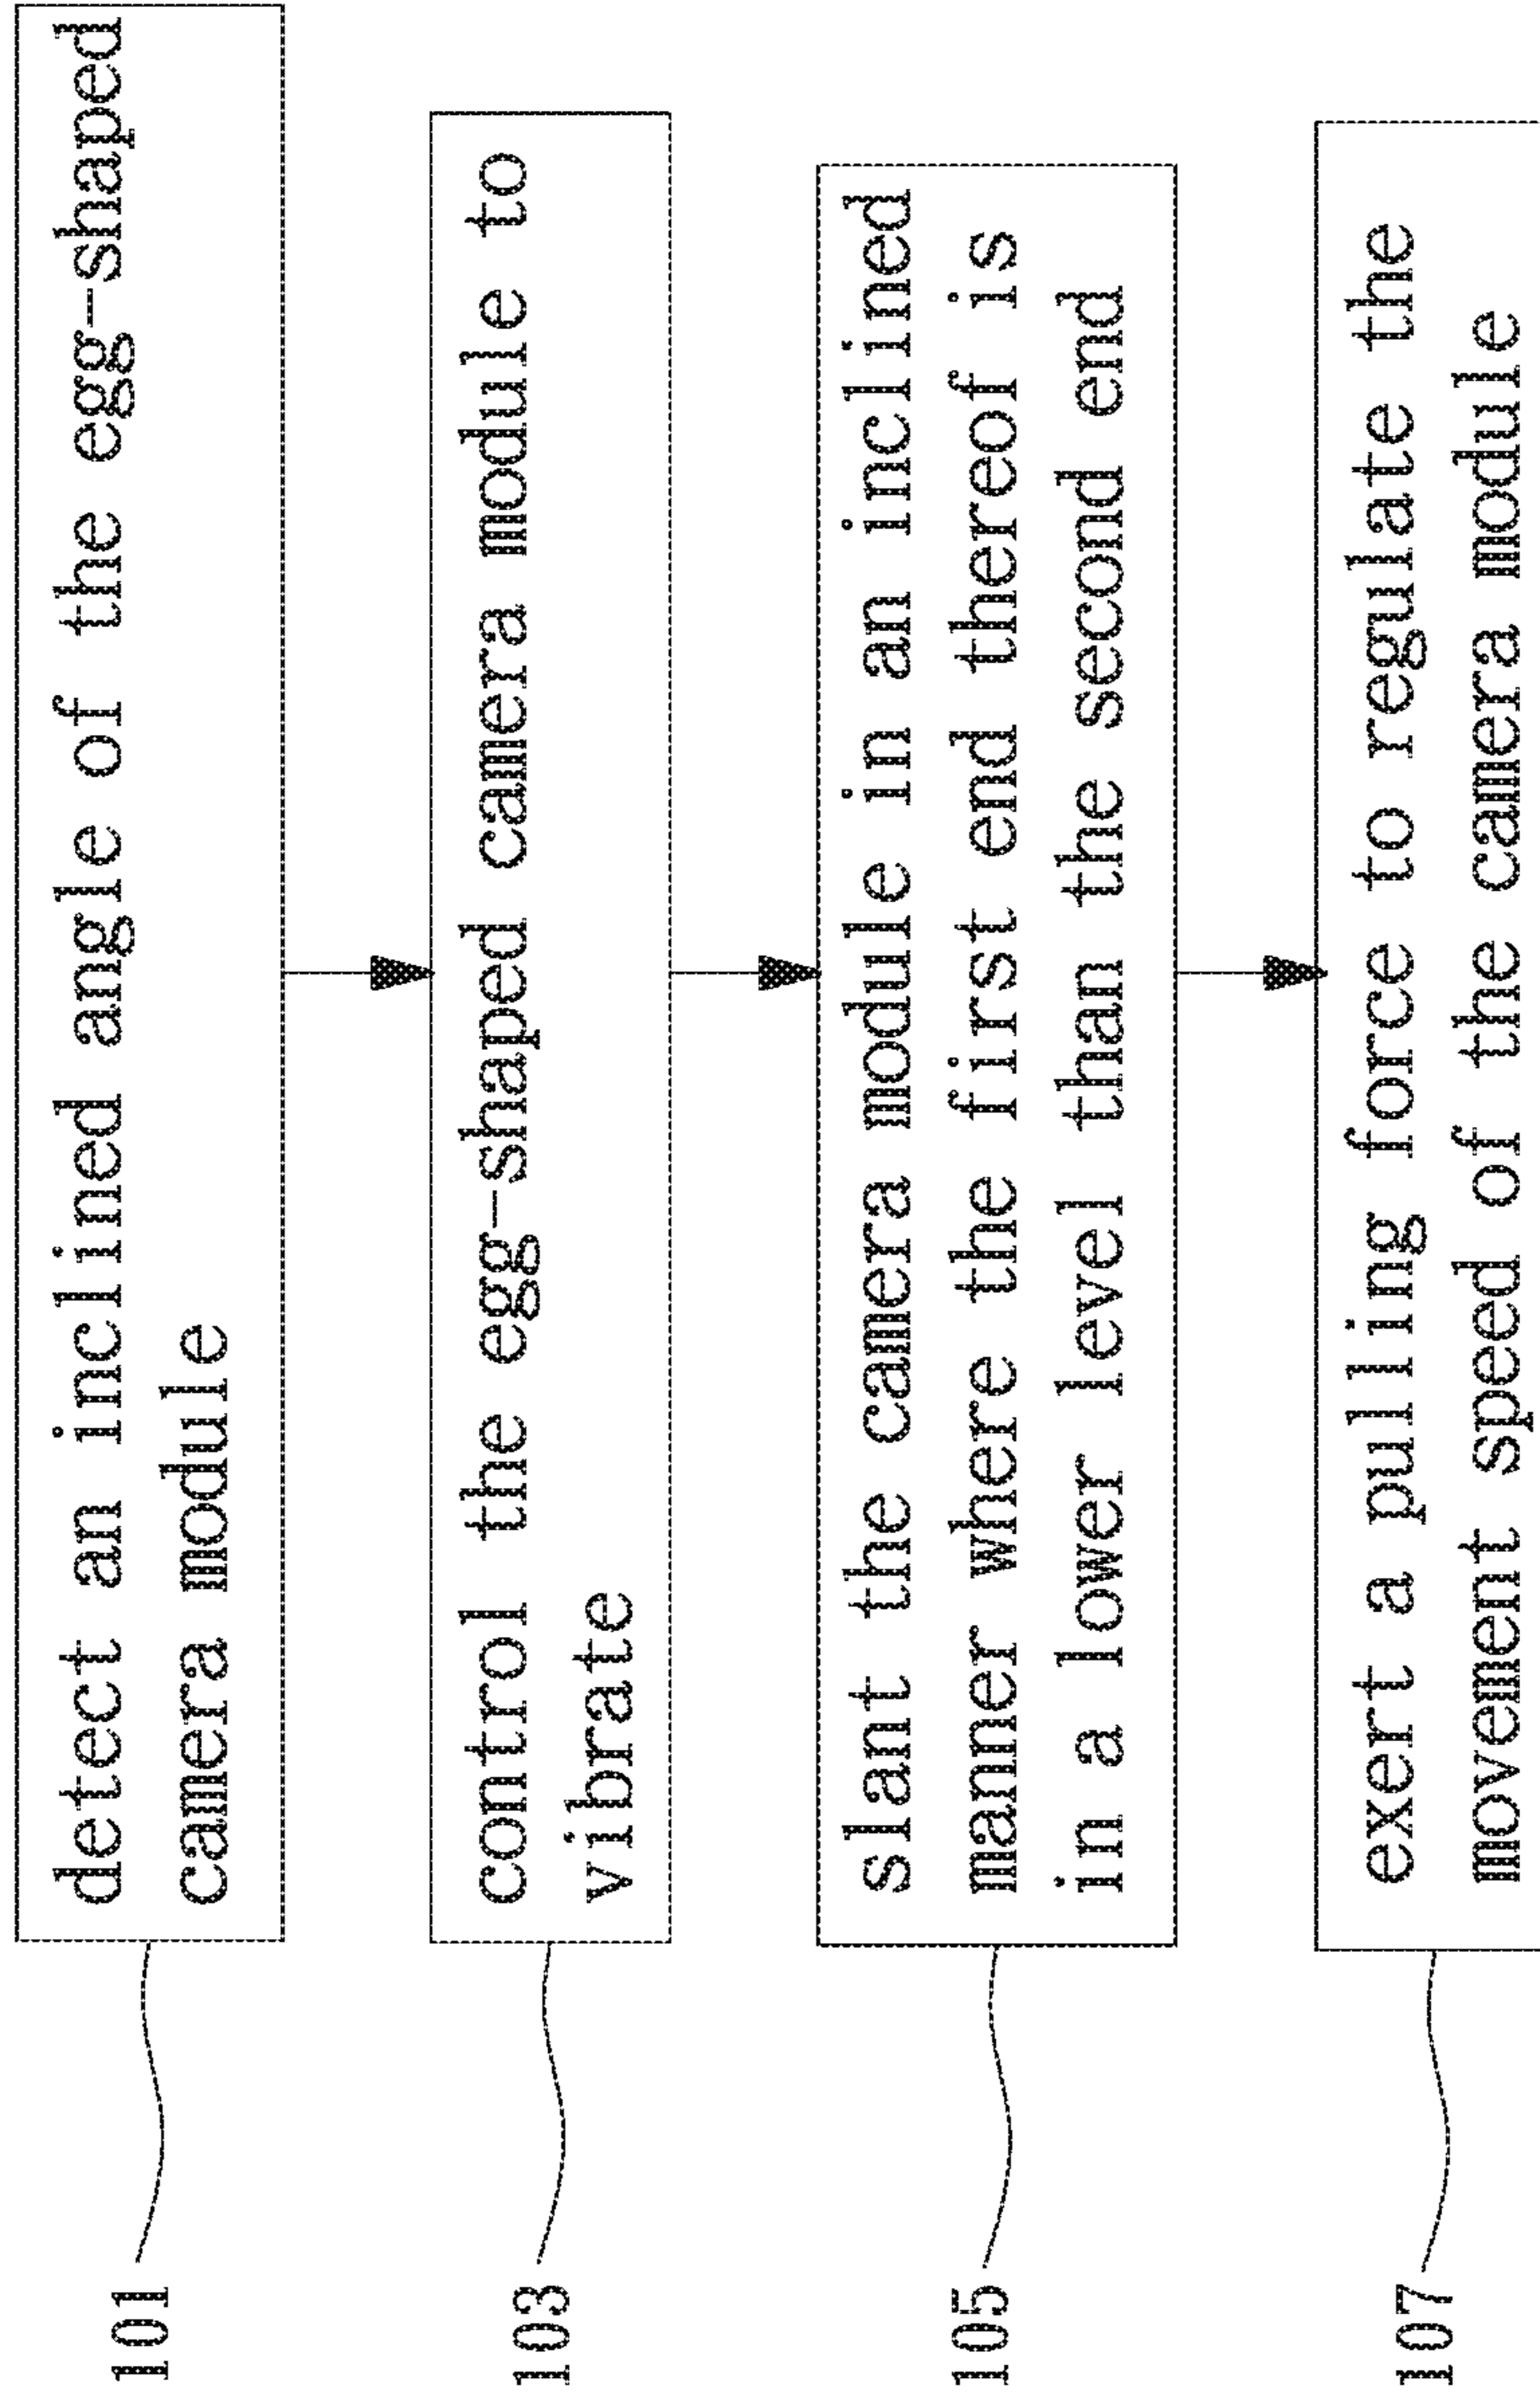 101
detect an inclined angle of the egg-shaped
camera module
103
control the egg-shaped camera module to
vibrate
105
slant the camera module in an inclined
manner where the first end thereof is
in a lower level than the second end
107
exert a pulling force to regulate the
movement speed of the camera module